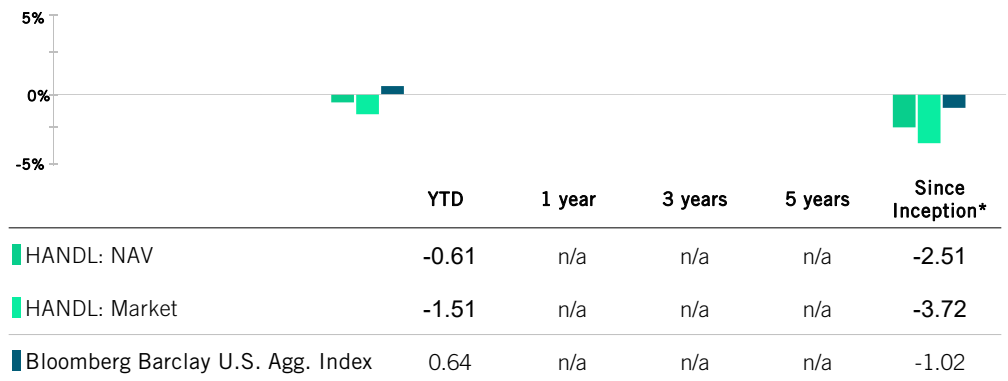 5%
0%
-5%
YTD 1 year 3 years 5 years Since Inception*
HANDL: NAV -0.61 n/a n/a n/a -2.51
HANDL: Market -1.51 n/a n/a n/a -3.72
Bloomberg Barclay U.S. Agg. Index 0.64 n/a n/a n/a -1.02